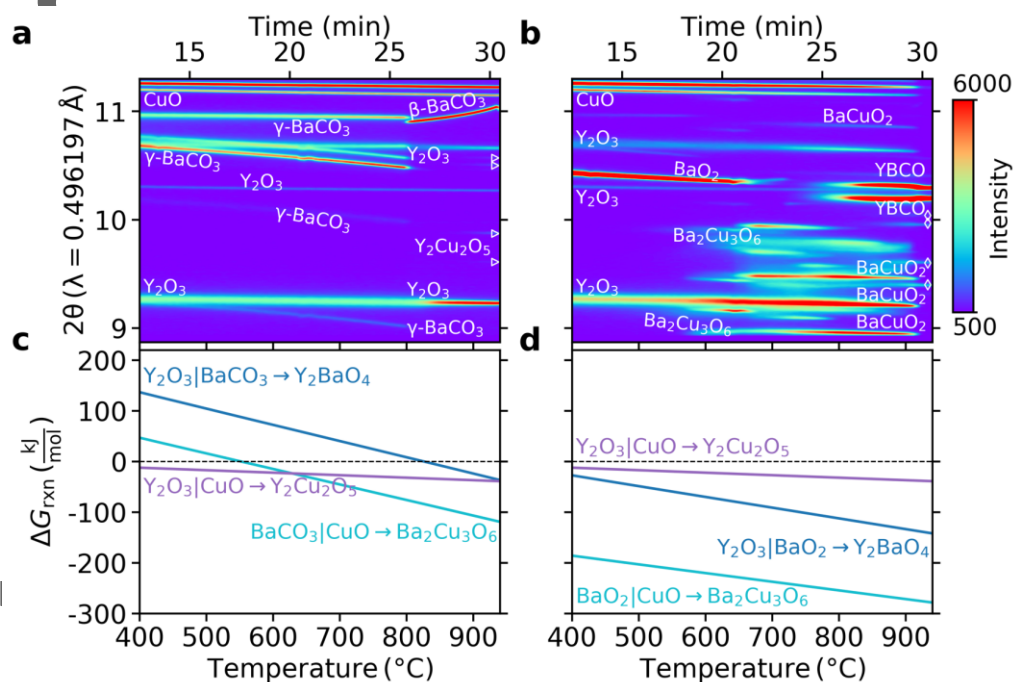 a
Time (min)
15 20 25 30
11
10
9
2θ (λ = 0.496197 Å)
CuO
β-BaCO₃
γ-BaCO₃
Y₂O₃
γ-BaCO₃
Y₂O₃
γ-BaCO₃
Y₂Cu₂O₅
Y₂O₃
Y₂O₃
γ-BaCO₃
b
Time (min)
15 20 25 30
CuO
BaCuO₂
Y₂O₃
BaO₂
YBCO
Y₂O₃
YBCO
Ba₂Cu₃O₆
BaCuO₂
Y₂O₃
BaCuO₂
Ba₂Cu₃O₆
BaCuO₂
6000
Intensity
500
c
200
100
0
-100
-200
-300
ΔG_rxn (kJ/mol)
Y₂O₃|BaCO₃→Y₂BaO₄
Y₂O₃|CuO→Y₂Cu₂O₅
BaCO₃|CuO→Ba₂Cu₃O₆
400 500 600 700 800 900
Temperature (°C)
d
Y₂O₃|CuO→Y₂Cu₂O₅
Y₂O₃|BaO₂→Y₂BaO₄
BaO₂|CuO→Ba₂Cu₃O₆
400 500 600 700 800 900
Temperature (°C)